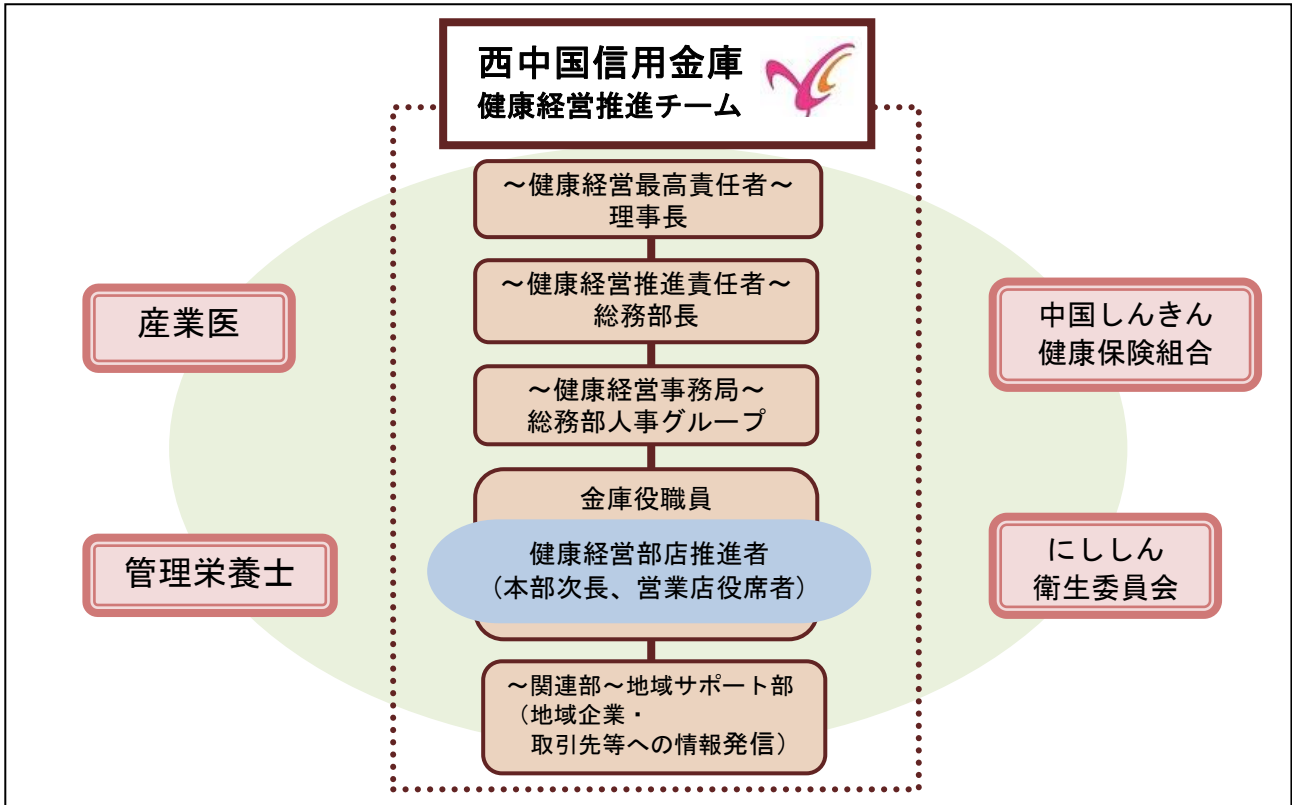 西中国信用金庫
健康経営推進チーム
～健康経営最高責任者～
理事長
～健康経営推進責任者～
総務部長
～健康経営事務局～
総務部人事グループ
金庫役職員
健康経営部店推進者
（本部次長、営業店役席者）
～関連部～地域サポート部
（地域企業・
取引先等への情報発信）
産業医
管理栄養士
中国しんきん
健康保険組合
にししん
衛生委員会